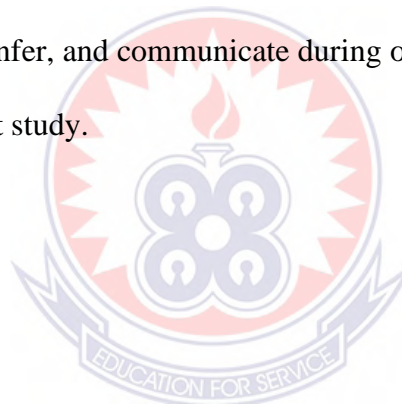 nfer, and communicate during o
t study.
EDUCATION FOR SERVICE